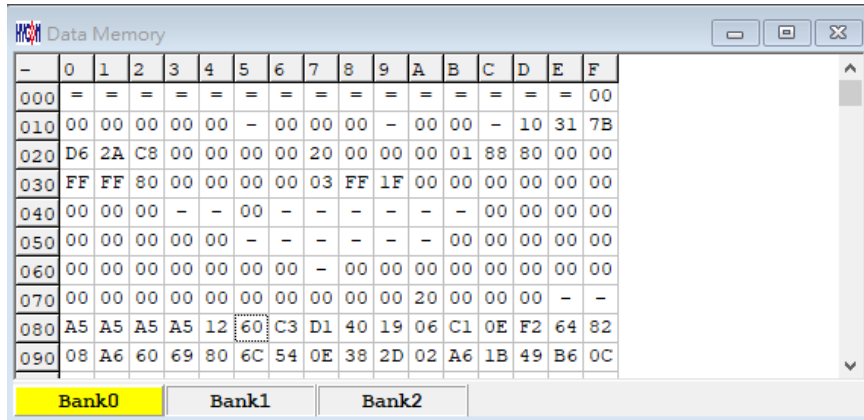 HYCON Data Memory
– 0 1 2 3 4 5 6 7 8 9 A B C D E F
000 = = = = = = = = = = = = = = = 00
010 00 00 00 00 00 – 00 00 00 – 00 00 – 10 31 7B
020 D6 2A C8 00 00 00 00 20 00 00 00 01 88 80 00 00
030 FF FF 80 00 00 00 00 03 FF 1F 00 00 00 00 00 00
040 00 00 00 – – 00 – – – – – – 00 00 00 00
050 00 00 00 00 00 – – – – – – 00 00 00 00 00
060 00 00 00 00 00 00 00 – 00 00 00 00 00 00 00 00
070 00 00 00 00 00 00 00 00 00 00 20 00 00 00 – –
080 A5 A5 A5 A5 12 60 C3 D1 40 19 06 C1 0E F2 64 82
090 08 A6 60 69 80 6C 54 0E 38 2D 02 A6 1B 49 B6 0C
Bank0 Bank1 Bank2